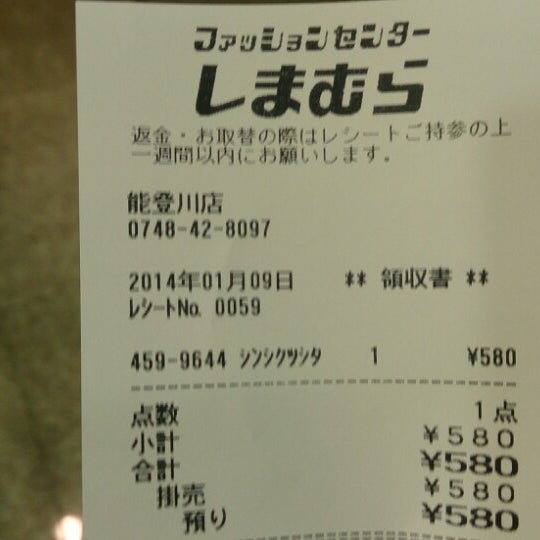 ファッションセンター
しまむら
返金・お取替の際はレシートご持参の上
一週間以内にお願いします。
能登川店
0748-42-8097
2014年01月09日 ** 領収書 **
ﾚｼｰﾄNo. 0059
459-9644 ｼﾝｼｸﾂｼﾀ 1 ¥580
点数 1点
小計 ¥580
合計 ¥580
掛売 ¥580
預り ¥580